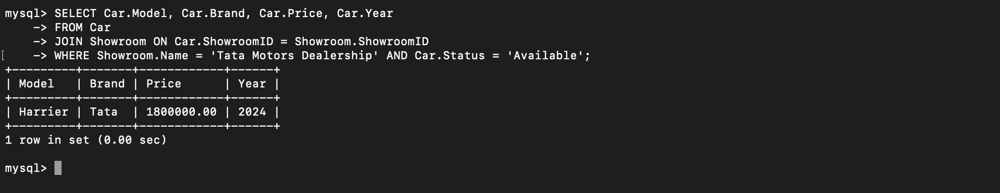 mysql> SELECT Car.Model, Car.Brand, Car.Price, Car.Year
    -> FROM Car
    -> JOIN Showroom ON Car.ShowroomID = Showroom.ShowroomID
[    -> WHERE Showroom.Name = 'Tata Motors Dealership' AND Car.Status = 'Available';
+---------+-------+------------+------+
| Model   | Brand | Price      | Year |
+---------+-------+------------+------+
| Harrier | Tata  | 1800000.00 | 2024 |
+---------+-------+------------+------+
1 row in set (0.00 sec)
mysql>